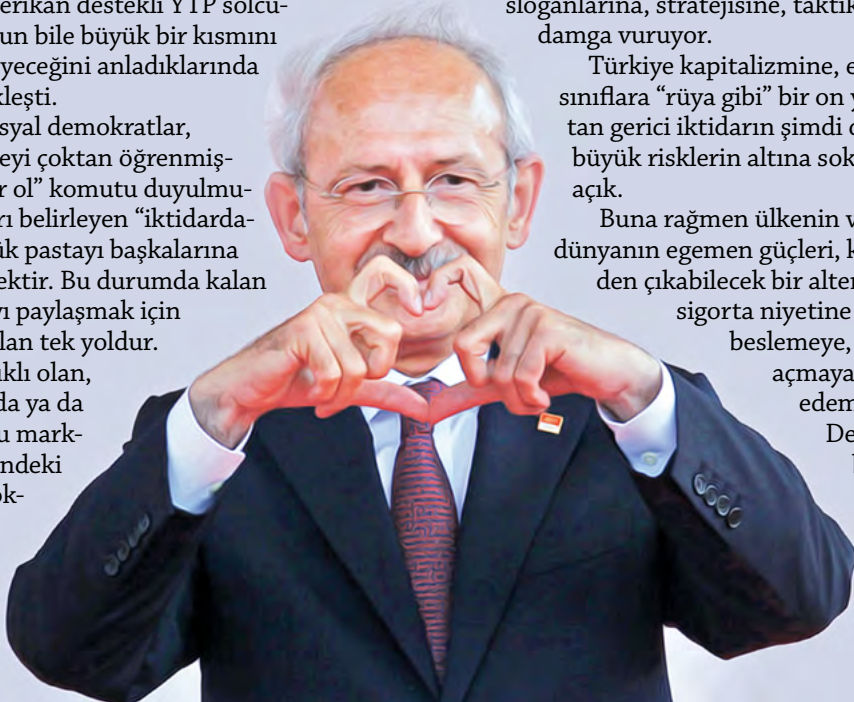 erikan destekli YTP solcu-
un bile büyük bir kısmını
yeceğini anladıklarında
kleşti.
syal demokratlar,
eyi çoktan öğrenmiş-
r ol” komutu duyulmu-
rı belirleyen “iktidarda-
ük pastayı başkalarına
ektir. Bu durumda kalan
yı paylaşmak için
lan tek yoldur.
klı olan,
da ya da
u mark-
ndeki
ok-
sloganlarına, stratejisine, taktik
damga vuruyor.
Türkiye kapitalizmine, e
sınıflara “rüya gibi” bir on y
tan gerici iktidarın şimdi
büyük risklerin altına sok
açık.
Buna rağmen ülkenin v
dünyanın egemen güçleri, k
den çıkabilecek bir alter
sigorta niyetine
beslemeye,
açmaya
edem
De